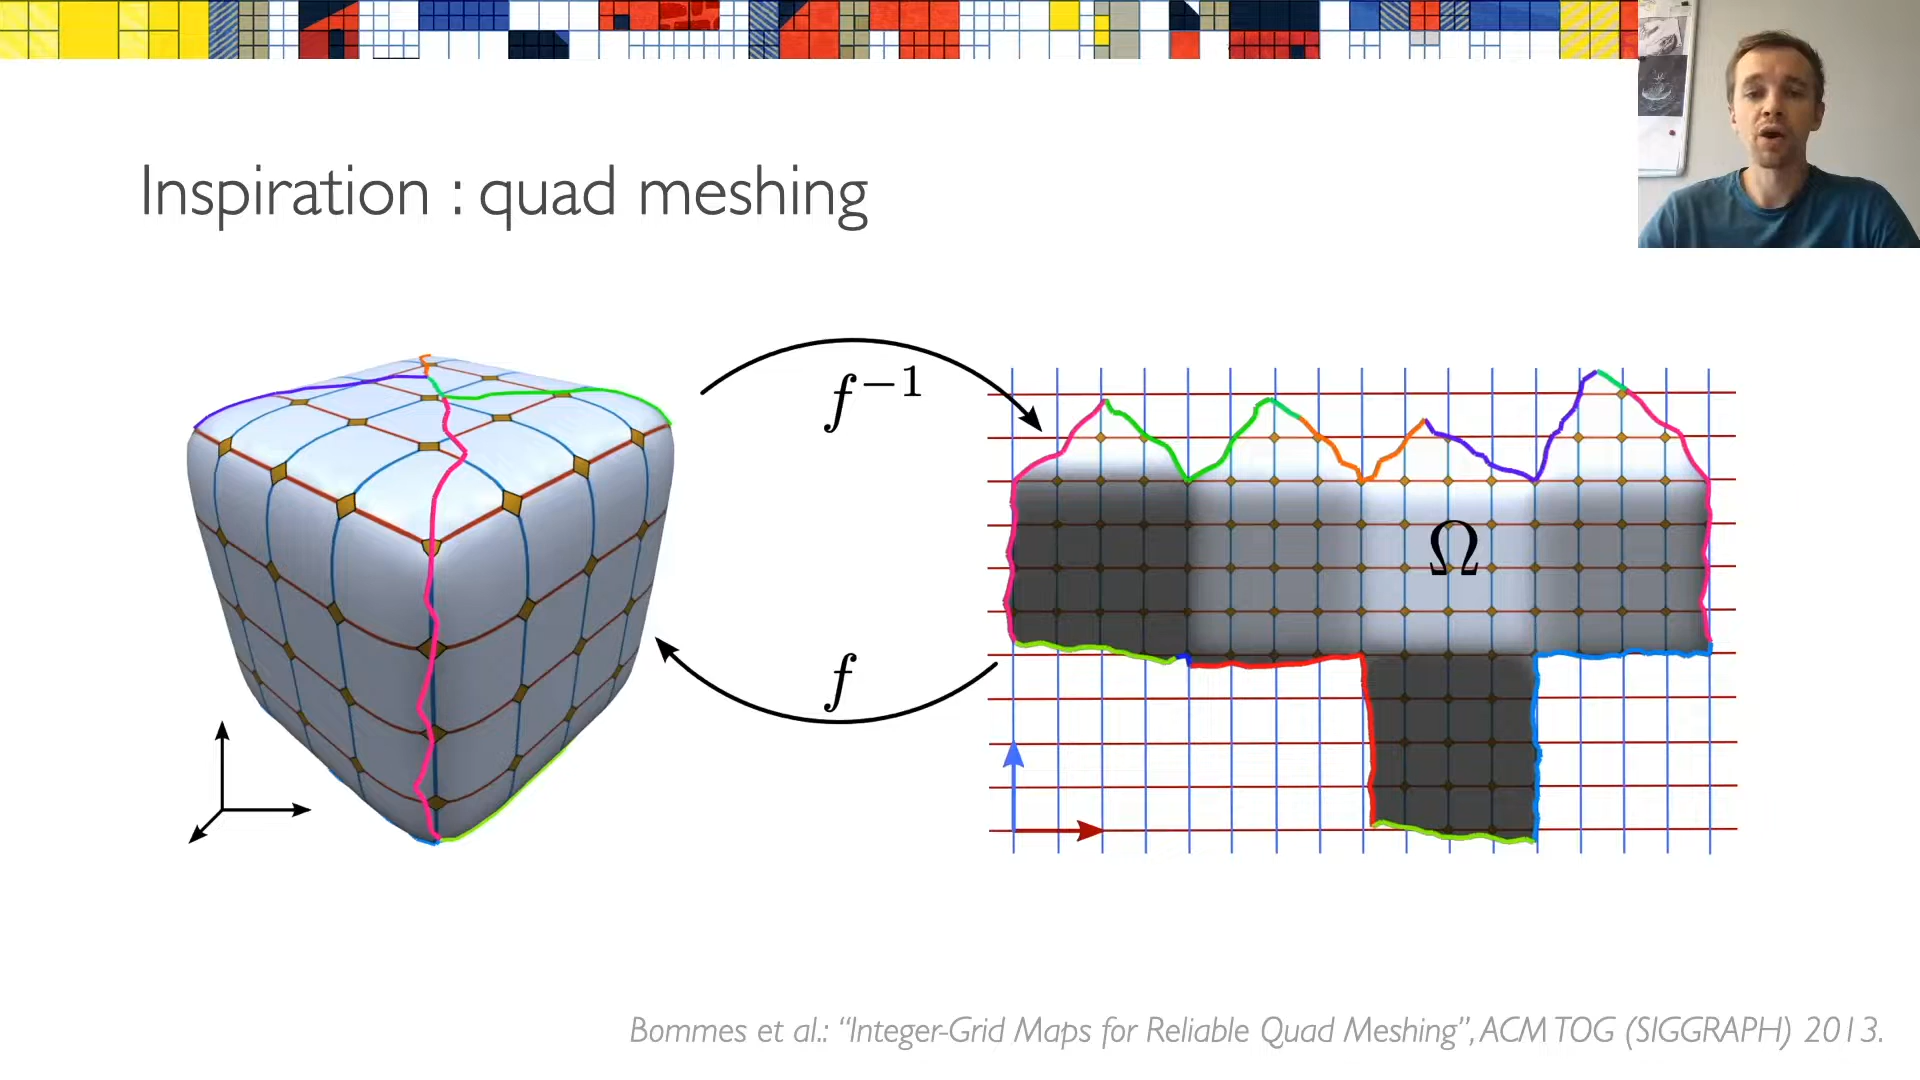 Inspiration : quad meshing
f⁻¹
Ω
f
Bommes et al.: “Integer-Grid Maps for Reliable Quad Meshing”, ACM TOG (SIGGRAPH) 2013.